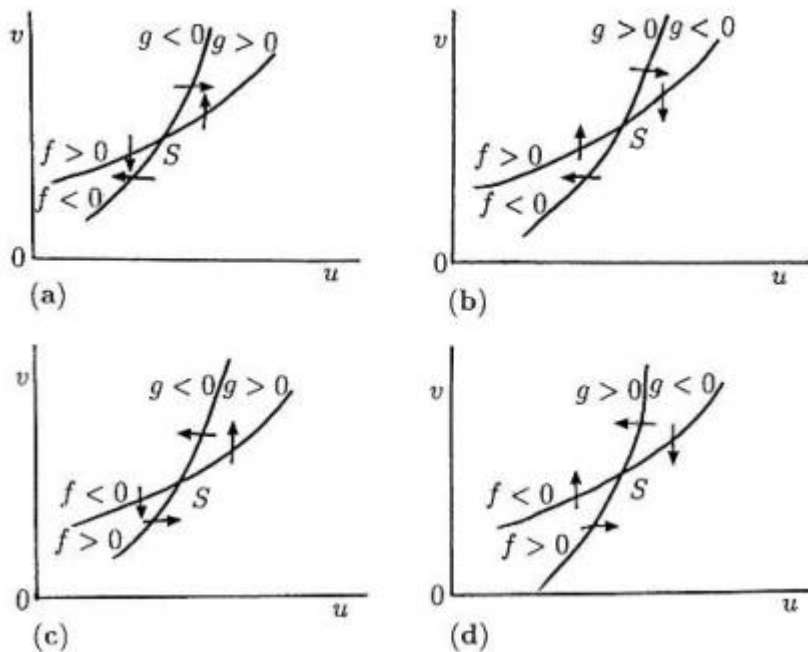 v
g < 0 g > 0
f > 0
S
f < 0
0
u
(a)
g > 0 g < 0
f > 0
S
f < 0
0
u
(b)
v
g < 0 g > 0
f < 0
S
f > 0
0
u
(c)
v
g > 0 g < 0
f < 0
S
f > 0
0
u
(d)